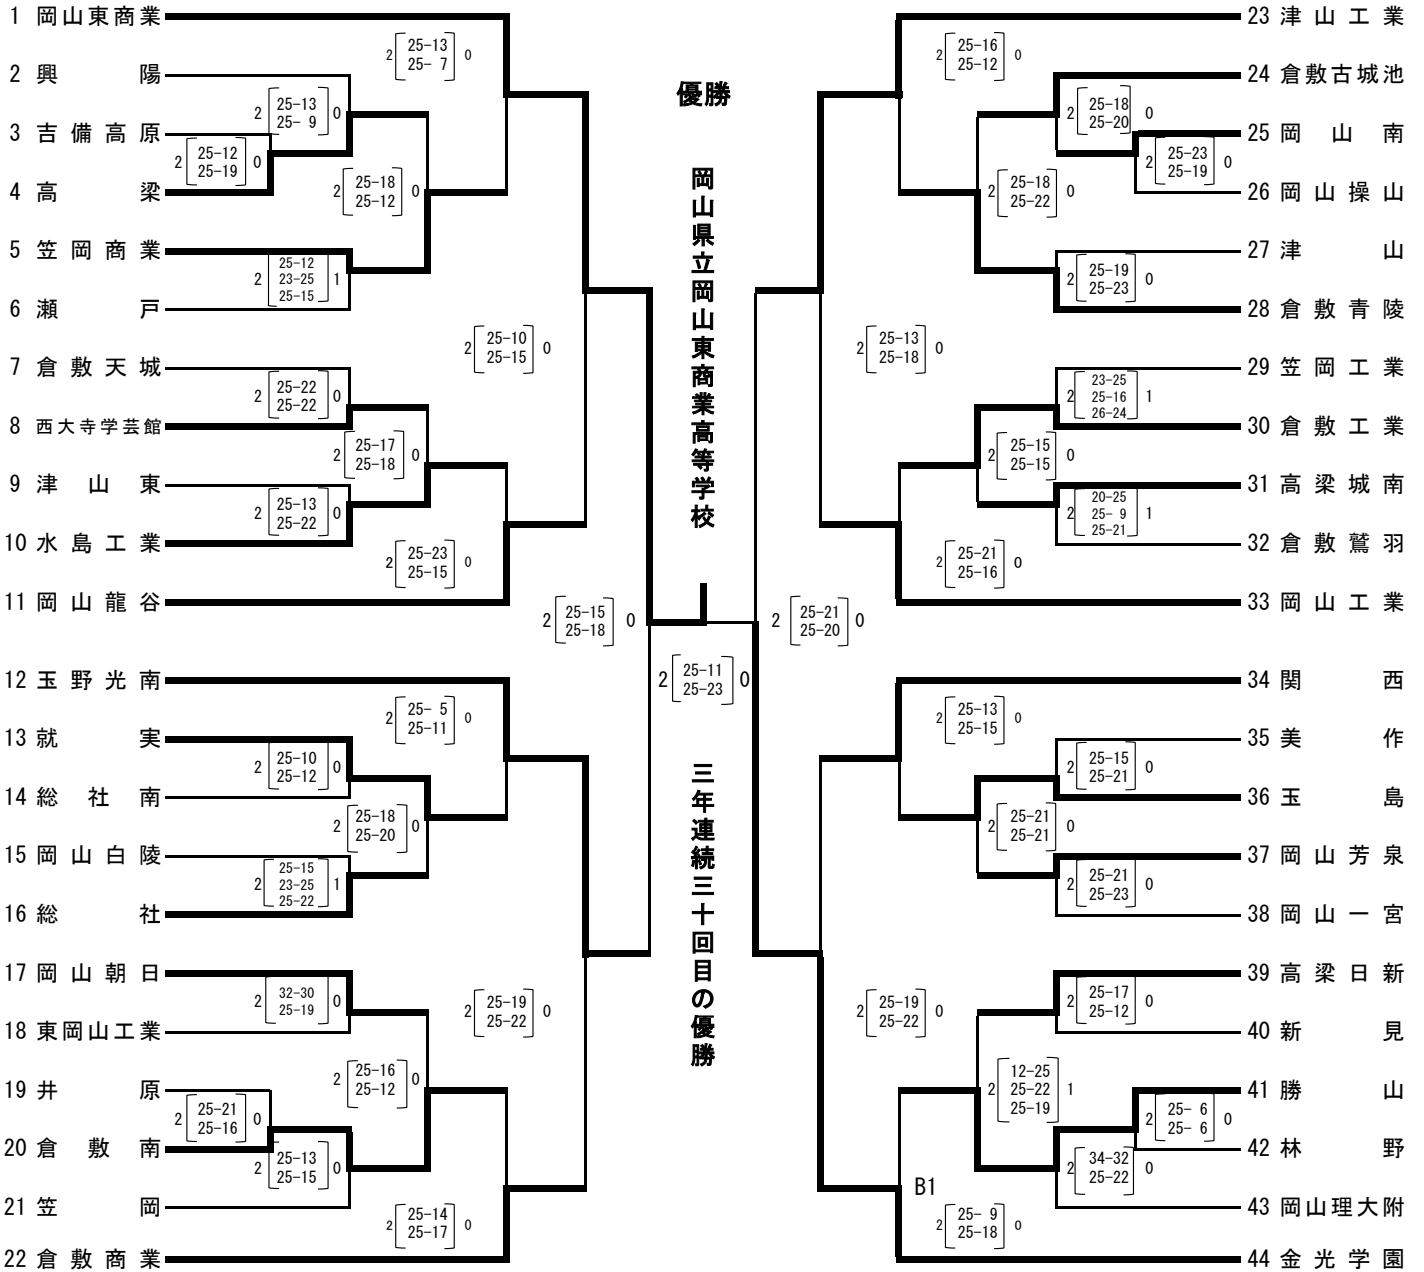 1 岡山東商業
2 興陽
3 吉備高原
4 高梁
5 笠岡商業
6 瀬戸
7 倉敷天城
8 西大寺学芸館
9 津山東
10 水島工業
11 岡山龍谷
12 玉野光南
13 就実
14 総社南
15 岡山白陵
16 総社
17 岡山朝日
18 東岡山工業
19 井原
20 倉敷南
21 笠岡
22 倉敷商業
2 25-13 0
25- 7
2 25-13 0
25- 9
2 25-12 0
25-19
2 25-18 0
25-12
2 25-12 1
23-25
25-15
2 25-10 0
25-15
2 25-22 0
25-22
2 25-17 0
25-18
2 25-13 0
25-22
2 25-23 0
25-15
2 25-15 0
25-18
2 25- 5 0
25-11
2 25-10 0
25-12
2 25-18 0
25-20
2 25-15 1
23-25
25-22
2 32-30 0
25-19
2 25-19 0
25-22
2 25-16 0
25-12
2 25-21 0
25-16
2 25-13 0
25-15
2 25-14 0
25-17
優勝
岡山県立岡山東商業高等学校
2 25-11 0
25-23
三年連続三十回目の優勝
2 25-16 0
25-12
2 25-18 0
25-20
2 25-23 0
25-19
2 25-18 0
25-22
2 25-19 0
25-23
2 25-13 0
25-18
2 23-25 1
25-16
26-24
2 25-15 0
25-15
2 20-25 1
25- 9
25-21
2 25-21 0
25-16
2 25-21 0
25-20
2 25-13 0
25-15
2 25-15 0
25-21
2 25-21 0
25-21
2 25-21 0
25-23
2 25-17 0
25-12
2 25-19 0
25-22
2 12-25 1
25-22
25-19
2 25- 6 0
25- 6
2 34-32 0
25-22
B1
2 25- 9 0
25-18
23 津山工業
24 倉敷古城池
25 岡山南
26 岡山操山
27 津山
28 倉敷青陵
29 笠岡工業
30 倉敷工業
31 高梁城南
32 倉敷鷲羽
33 岡山工業
34 関西
35 美作
36 玉島
37 岡山芳泉
38 岡山一宮
39 高梁日新
40 新見
41 勝山
42 林野
43 岡山理大附
44 金光学園